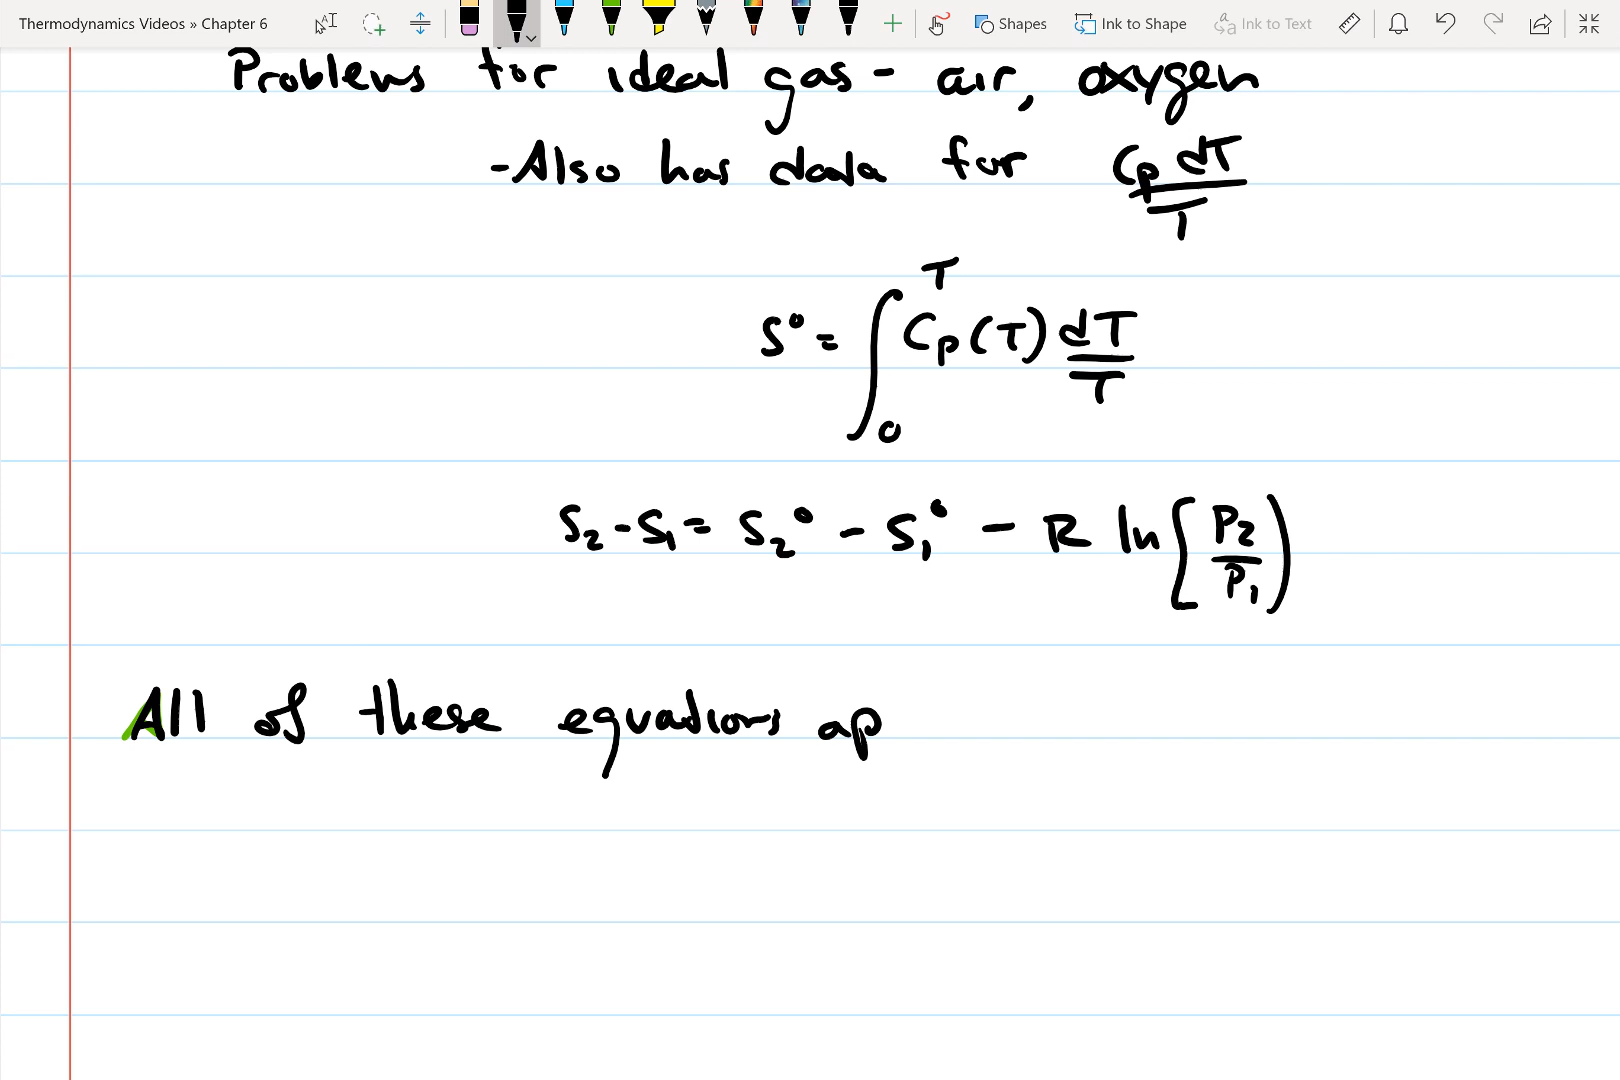 Thermodynamics Videos » Chapter 6 Shapes Ink to Shape Ink to Text
Problems for ideal gas - air, oxygen
- Also has data for Cp dT / T
s° = ∫₀ᵀ Cp(T) dT / T
S₂ - S₁ = S₂° - S₁° - R ln [P₂ / P₁)
All of these equations ap